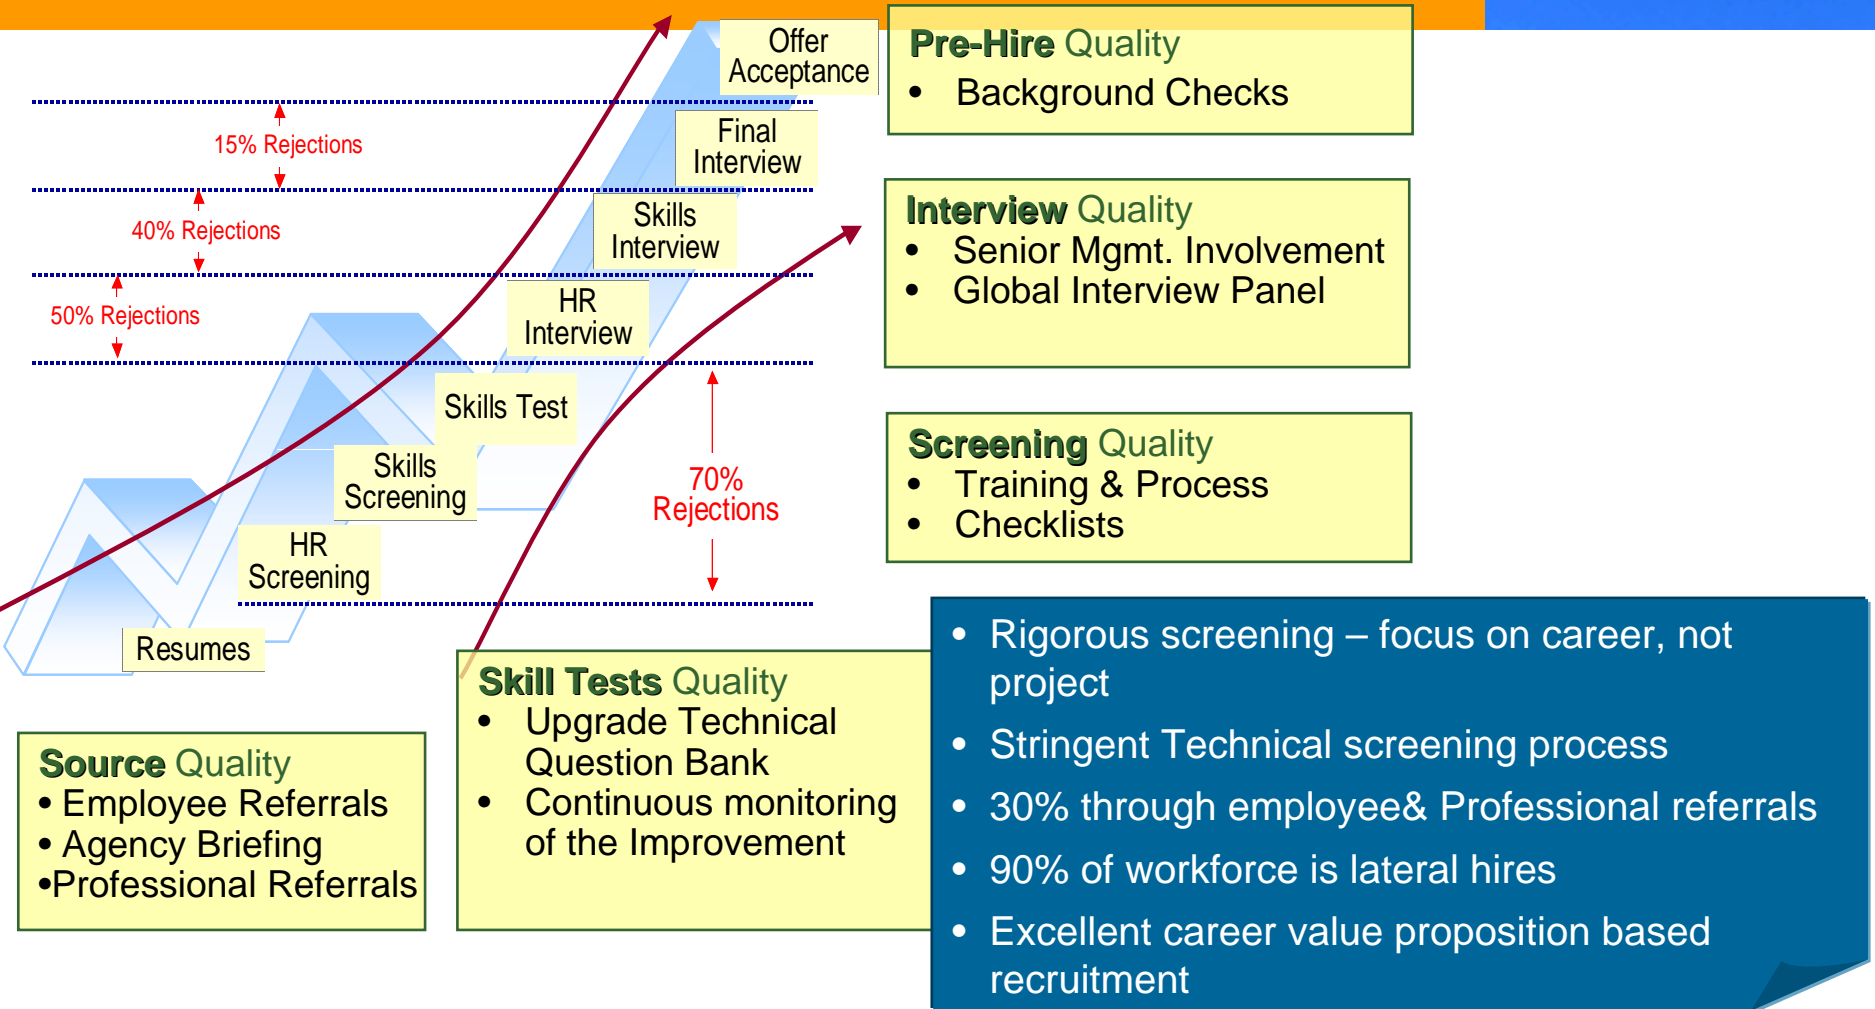 Offer
Acceptance
15% Rejections
Final
Interview
40% Rejections
Skills
Interview
50% Rejections
HR
Interview
Skills Test
Skills
Screening
70%
Rejections
HR
Screening
Resumes
Pre-Hire Quality
• Background Checks
Interview Quality
• Senior Mgmt. Involvement
• Global Interview Panel
Screening Quality
• Training & Process
• Checklists
Source Quality
• Employee Referrals
• Agency Briefing
•Professional Referrals
Skill Tests Quality
• Upgrade Technical
Question Bank
• Continuous monitoring
of the Improvement
• Rigorous screening – focus on career, not
project
• Stringent Technical screening process
• 30% through employee& Professional referrals
• 90% of workforce is lateral hires
• Excellent career value proposition based
recruitment